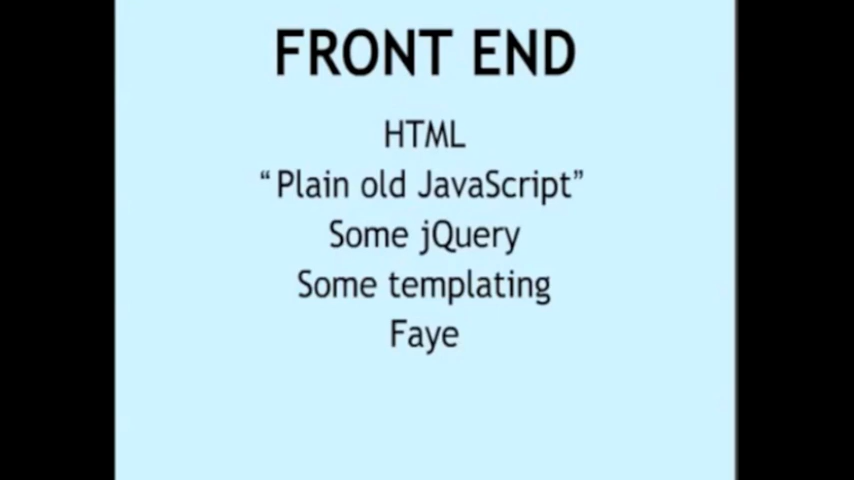 FRONT END
HTML
“Plain old JavaScript”
Some jQuery
Some templating
Faye